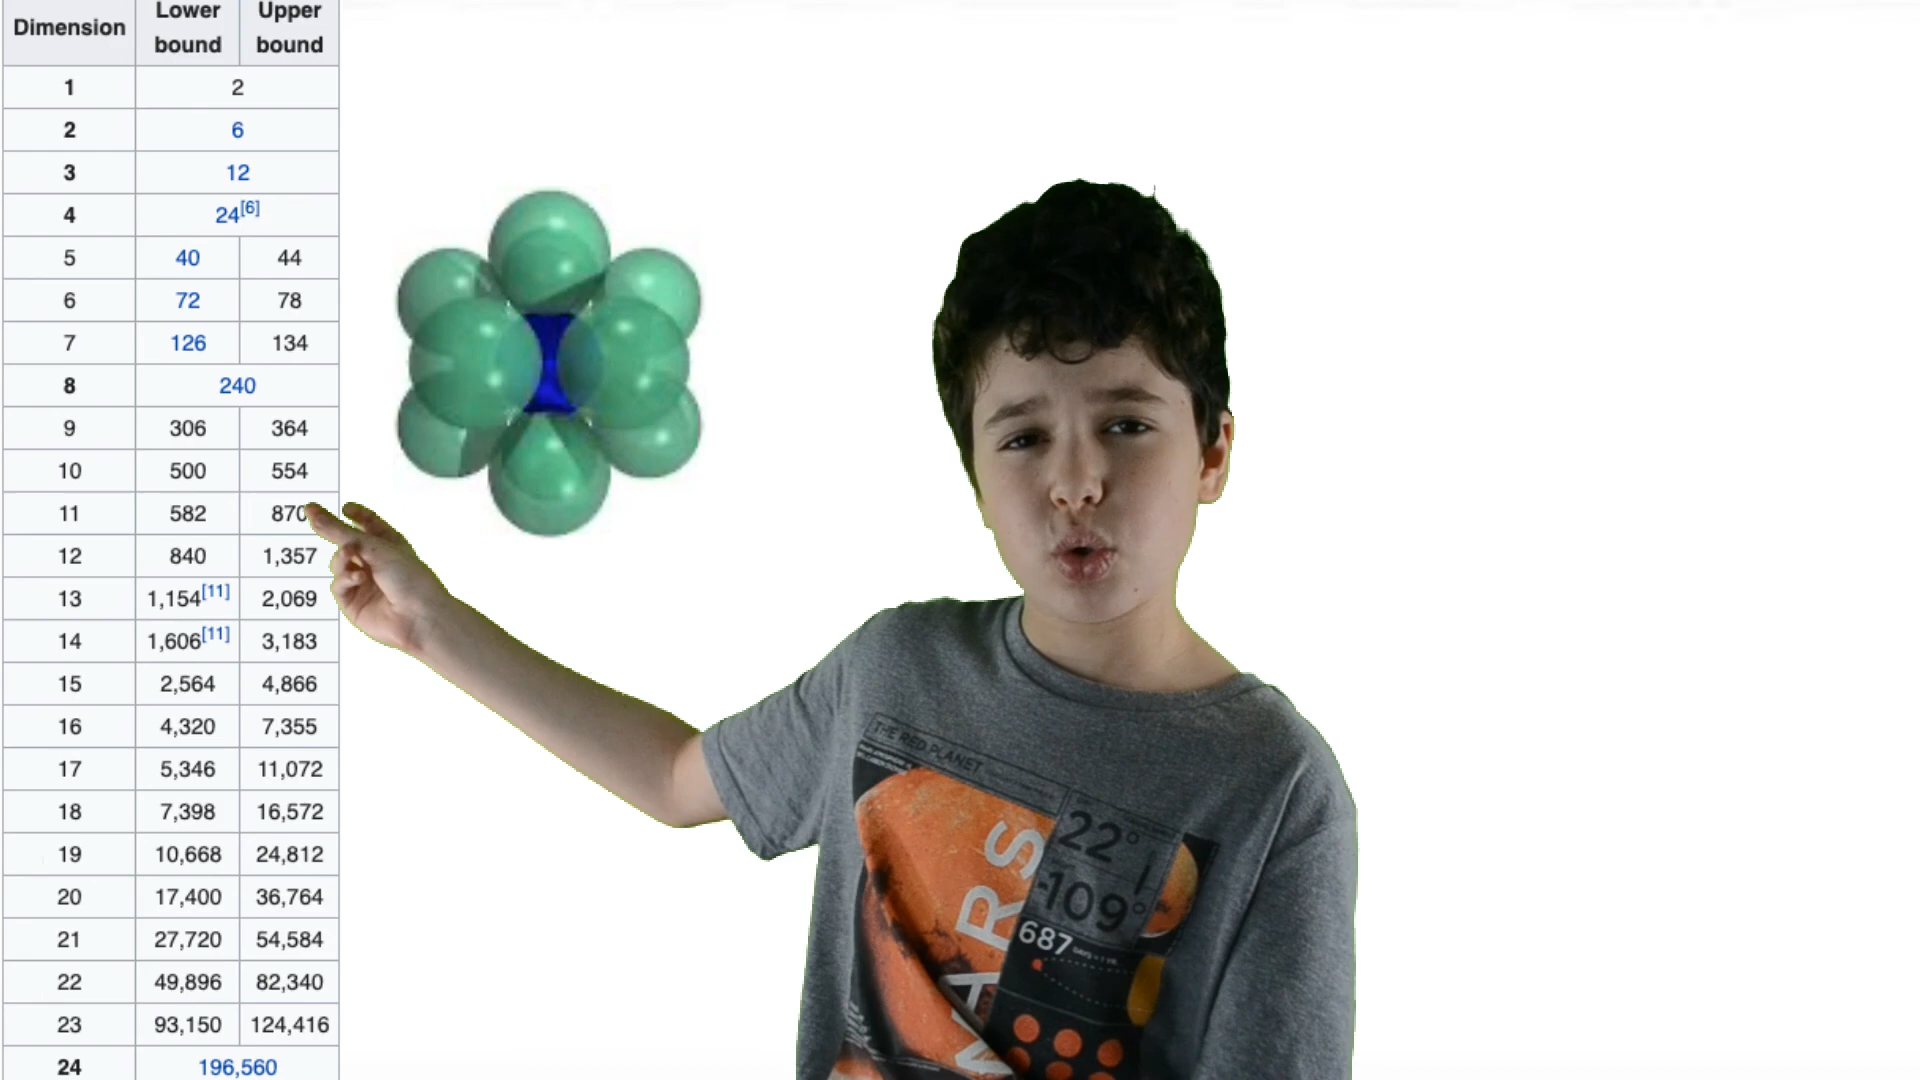 Dimension Lower bound Upper bound
1 2
2 6
3 12
4 24[6]
5 40 44
6 72 78
7 126 134
8 240
9 306 364
10 500 554
11 582 870
12 840 1,357
13 1,154[11] 2,069
14 1,606[11] 3,183
15 2,564 4,866
16 4,320 7,355
17 5,346 11,072
18 7,398 16,572
19 10,668 24,812
20 17,400 36,764
21 27,720 54,584
22 49,896 82,340
23 93,150 124,416
24 196,560
THE RED PLANET
MARS
22°
-109°
687